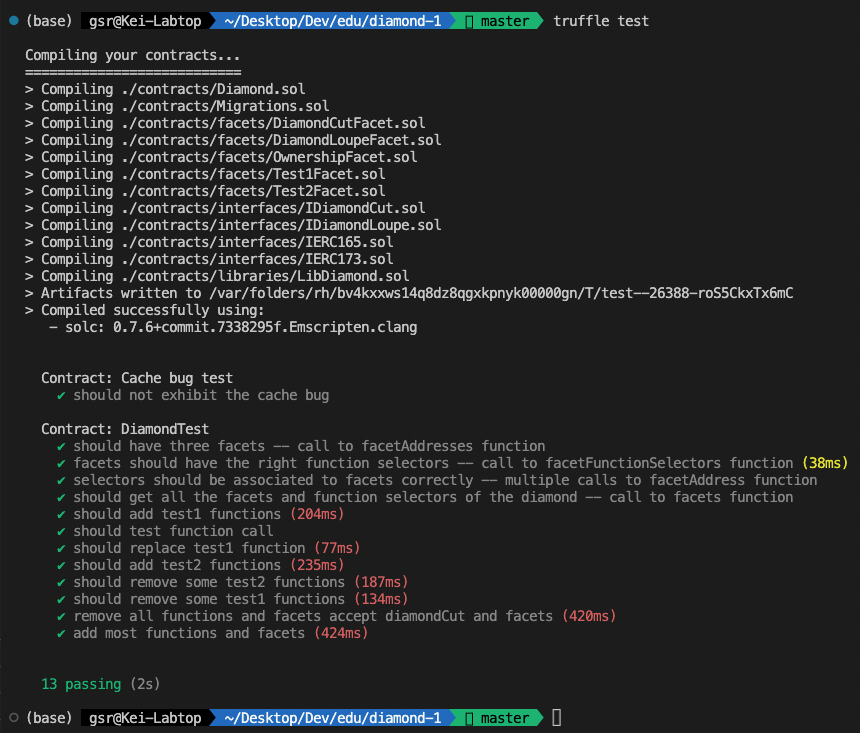 (base) gsr@Kei-Labtop ~/Desktop/Dev/edu/diamond-1 master truffle test
Compiling your contracts...
===========================
> Compiling ./contracts/Diamond.sol
> Compiling ./contracts/Migrations.sol
> Compiling ./contracts/facets/DiamondCutFacet.sol
> Compiling ./contracts/facets/DiamondLoupeFacet.sol
> Compiling ./contracts/facets/OwnershipFacet.sol
> Compiling ./contracts/facets/Test1Facet.sol
> Compiling ./contracts/facets/Test2Facet.sol
> Compiling ./contracts/interfaces/IDiamondCut.sol
> Compiling ./contracts/interfaces/IDiamondLoupe.sol
> Compiling ./contracts/interfaces/IERC165.sol
> Compiling ./contracts/interfaces/IERC173.sol
> Compiling ./contracts/libraries/LibDiamond.sol
> Artifacts written to /var/folders/rh/bv4kxxws14q8dz8qgxkpnyk00000gn/T/test--26388-roS5CkxTx6mC
> Compiled successfully using:
   - solc: 0.7.6+commit.7338295f.Emscripten.clang
Contract: Cache bug test
✔ should not exhibit the cache bug
Contract: DiamondTest
✔ should have three facets -- call to facetAddresses function
✔ facets should have the right function selectors -- call to facetFunctionSelectors function (38ms)
✔ selectors should be associated to facets correctly -- multiple calls to facetAddress function
✔ should get all the facets and function selectors of the diamond -- call to facets function
✔ should add test1 functions (204ms)
✔ should test function call
✔ should replace test1 function (77ms)
✔ should add test2 functions (235ms)
✔ should remove some test2 functions (187ms)
✔ should remove some test1 functions (134ms)
✔ remove all functions and facets accept diamondCut and facets (420ms)
✔ add most functions and facets (424ms)
13 passing (2s)
(base) gsr@Kei-Labtop ~/Desktop/Dev/edu/diamond-1 master